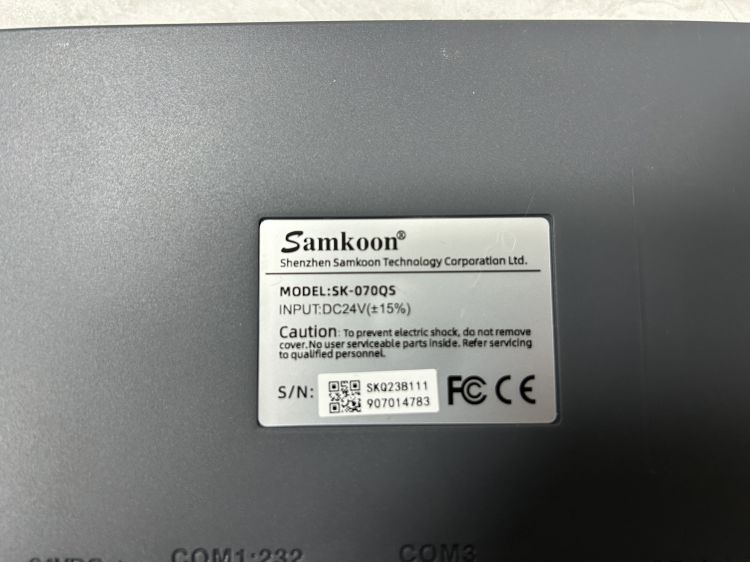 Samkoon®
Shenzhen Samkoon Technology Corporation Ltd.
MODEL:SK-070QS
INPUT:DC24V(±15%)
Caution: To prevent electric shock, do not remove
cover. No user serviceable parts inside. Refer servicing
to qualified personnel.
S/N: SKQ23B111
907014783
FC CE
COM1:232 COM3